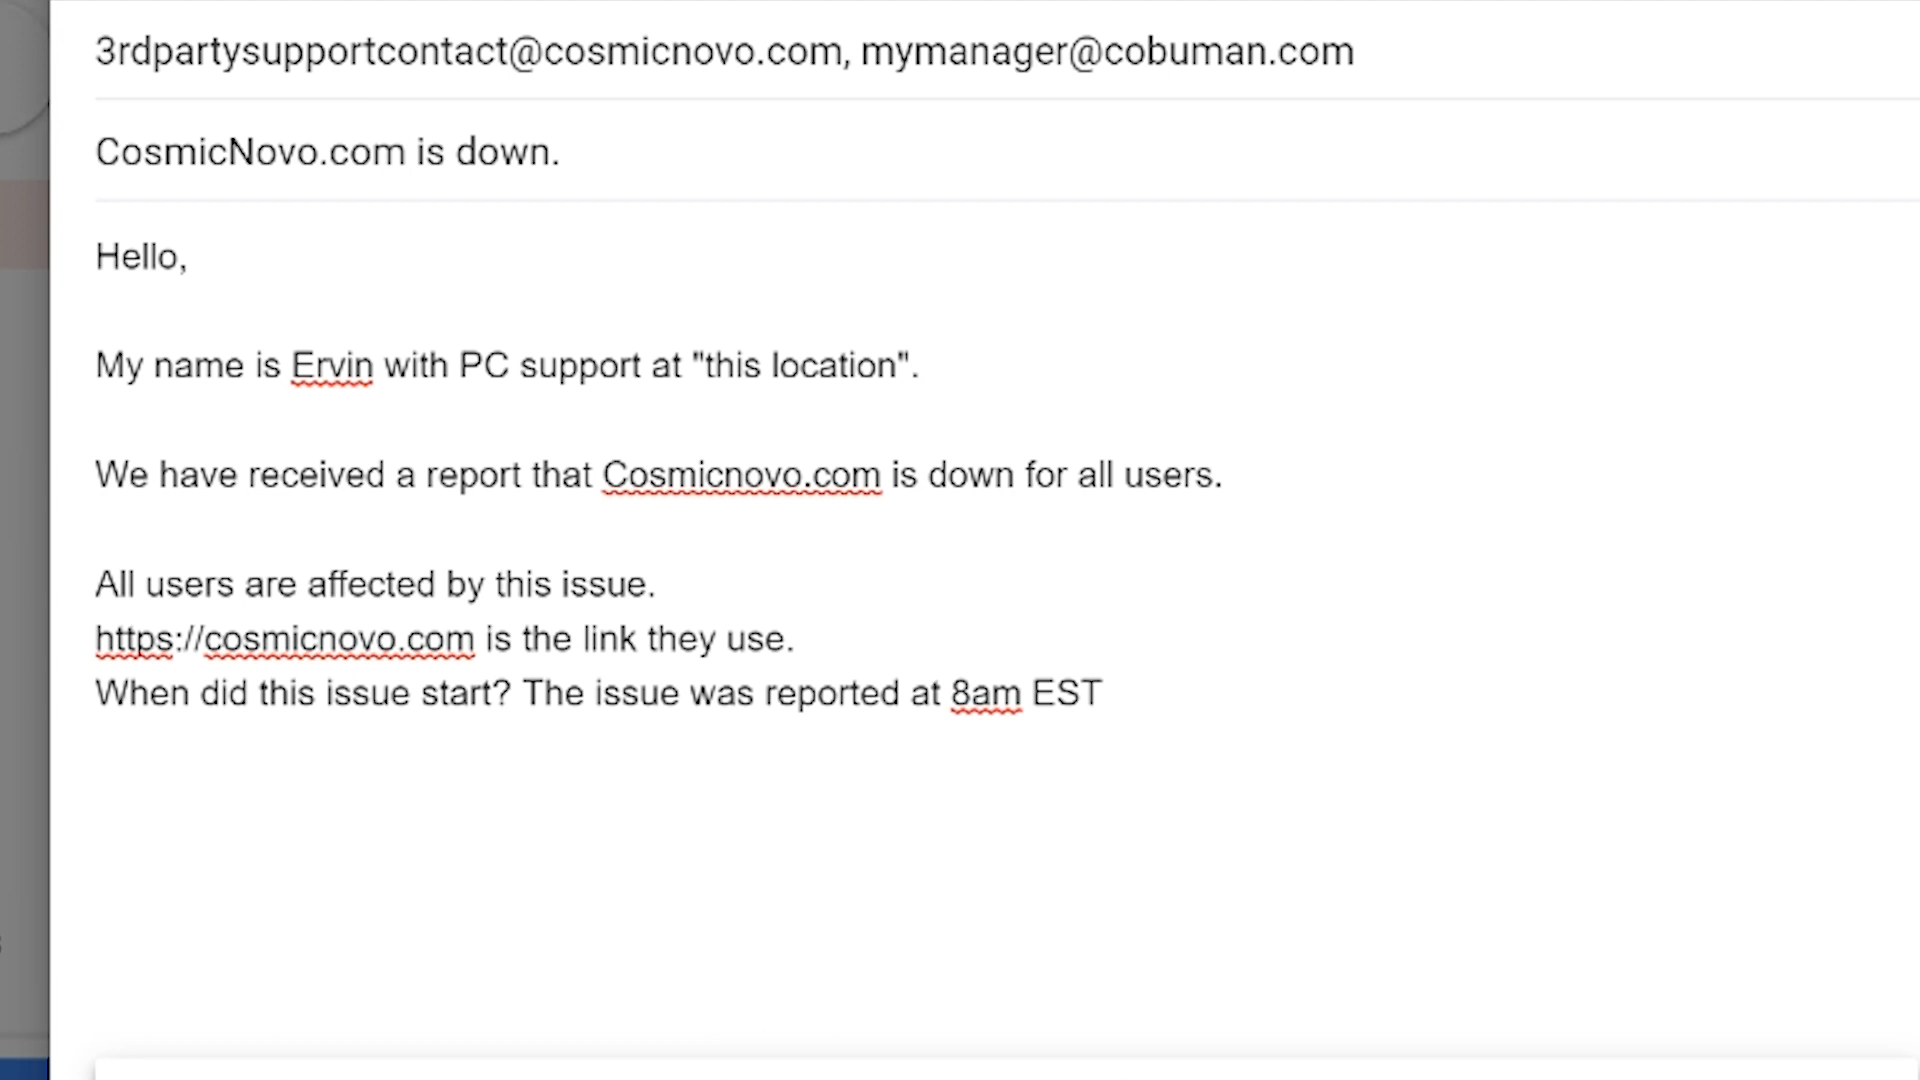 3rdpartysupportcontact@cosmicnovo.com, mymanager@cobuman.com
CosmicNovo.com is down.
Hello,
My name is Ervin with PC support at "this location".
We have received a report that Cosmicnovo.com is down for all users.
All users are affected by this issue.
https://cosmicnovo.com is the link they use.
When did this issue start? The issue was reported at 8am EST